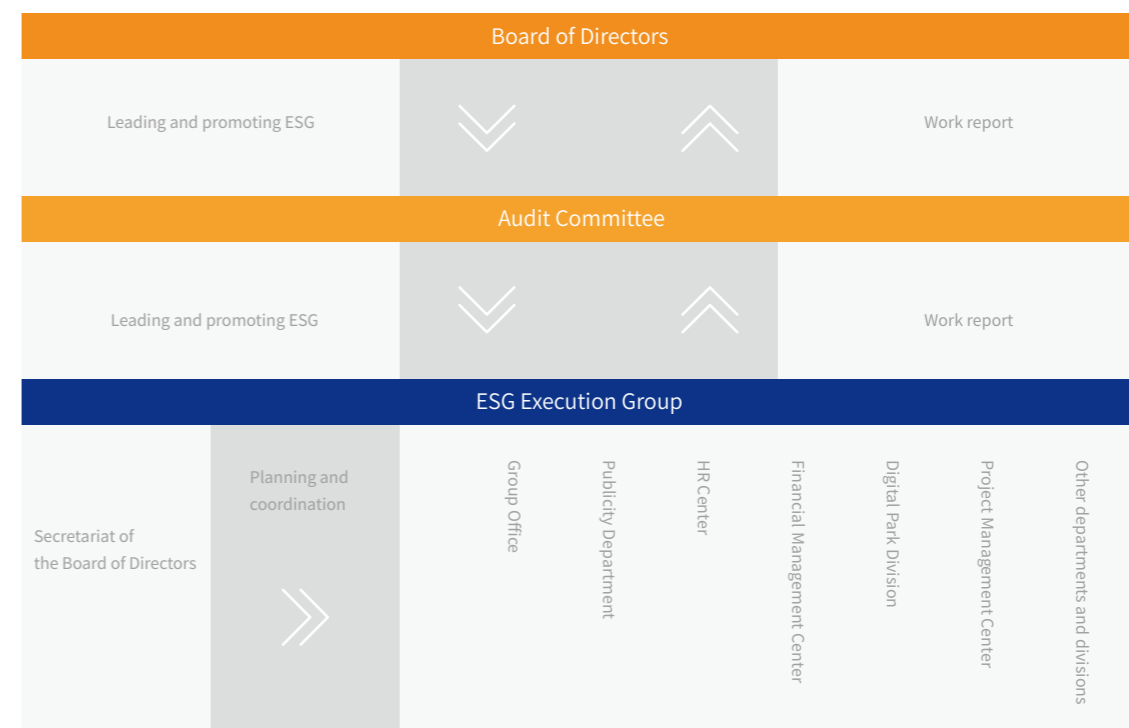 Board of Directors
Leading and promoting ESG
Work report
Audit Committee
Leading and promoting ESG
Work report
ESG Execution Group
Secretariat of
the Board of Directors
Planning and
coordination
Group Office
Publicity Department
HR Center
Financial Management Center
Digital Park Division
Project Management Center
Other departments and divisions